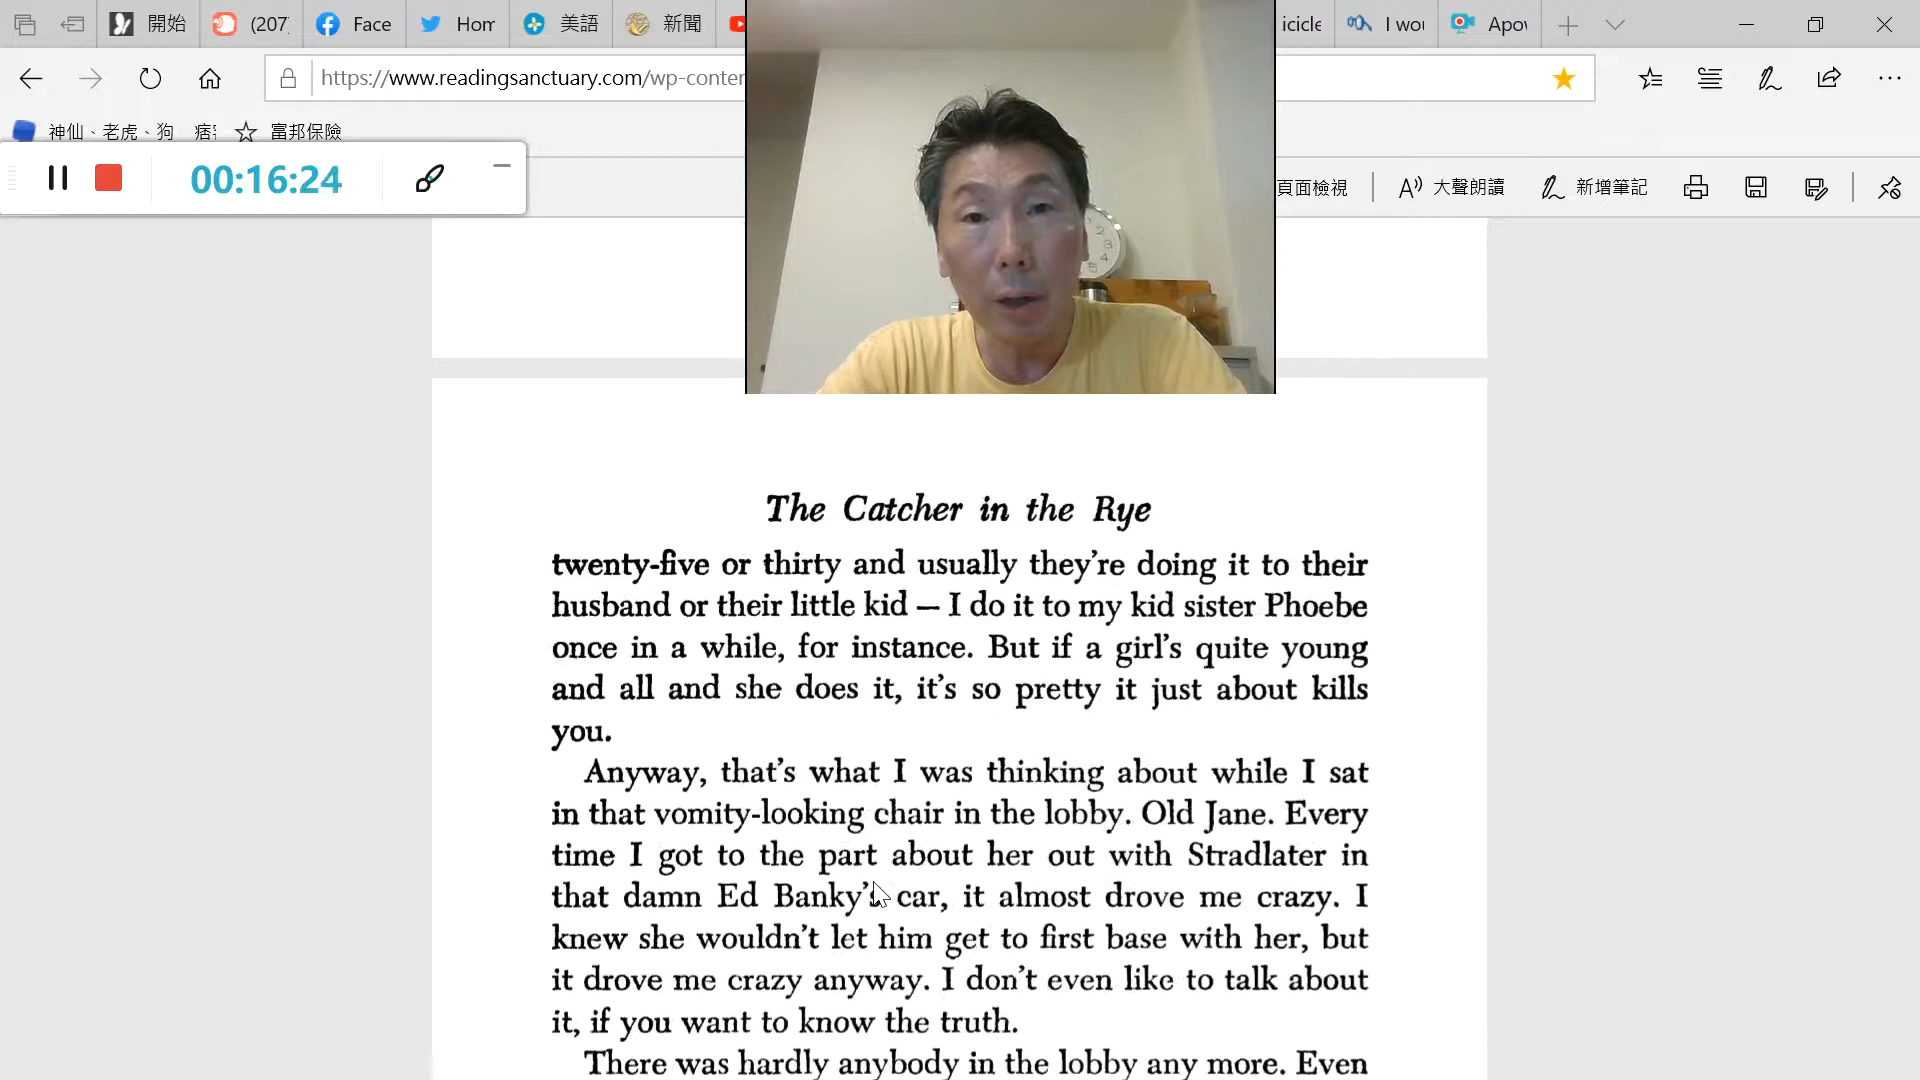 開始
(207
Face
Hor
美語
新聞
icicle
I wou
Apov
https://www.readingsanctuary.com/wp-conter
神仙、老虎、狗
富邦保險
00:16:24
頁面檢視
大聲朗讀
新增筆記
2
3
4
The Catcher in the Rye
twenty-five or thirty and usually they're doing it to their
husband or their little kid – I do it to my kid sister Phoebe
once in a while, for instance. But if a girl's quite young
and all and she does it, it's so pretty it just about kills
you.
Anyway, that's what I was thinking about while I sat
in that vomity-looking chair in the lobby. Old Jane. Every
time I got to the part about her out with Stradlater in
that damn Ed Banky's car, it almost drove me crazy. I
knew she wouldn't let him get to first base with her, but
it drove me crazy anyway. I don't even like to talk about
it, if you want to know the truth.
There was hardly anybody in the lobby any more. Even